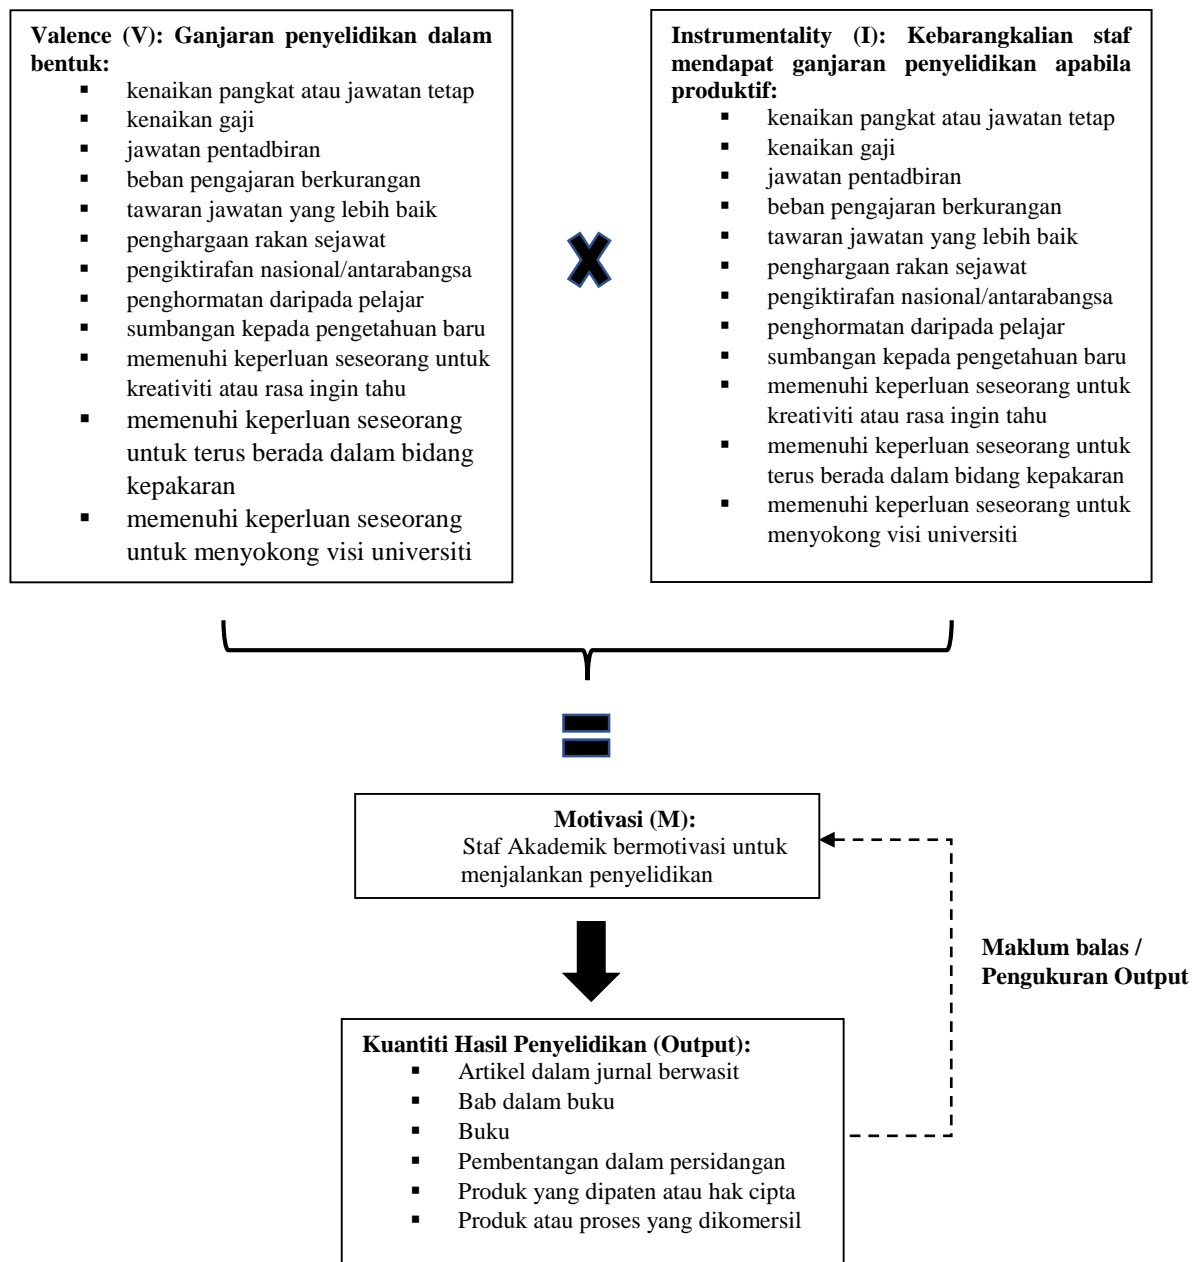 Valence (V): Ganjaran penyelidikan dalam
bentuk:
▪ kenaikan pangkat atau jawatan tetap
▪ kenaikan gaji
▪ jawatan pentadbiran
▪ beban pengajaran berkurangan
▪ tawaran jawatan yang lebih baik
▪ penghargaan rakan sejawat
▪ pengiktirafan nasional/antarabangsa
▪ penghormatan daripada pelajar
▪ sumbangan kepada pengetahuan baru
▪ memenuhi keperluan seseorang untuk
kreativiti atau rasa ingin tahu
▪ memenuhi keperluan seseorang
untuk terus berada dalam bidang
kepakaran
▪ memenuhi keperluan seseorang
untuk menyokong visi universiti
Instrumentality (I): Kebarangkalian staf
mendapat ganjaran penyelidikan apabila
produktif:
▪ kenaikan pangkat atau jawatan tetap
▪ kenaikan gaji
▪ jawatan pentadbiran
▪ beban pengajaran berkurangan
▪ tawaran jawatan yang lebih baik
▪ penghargaan rakan sejawat
▪ pengiktirafan nasional/antarabangsa
▪ penghormatan daripada pelajar
▪ sumbangan kepada pengetahuan baru
▪ memenuhi keperluan seseorang untuk
kreativiti atau rasa ingin tahu
▪ memenuhi keperluan seseorang untuk
terus berada dalam bidang kepakaran
▪ memenuhi keperluan seseorang untuk
menyokong visi universiti
Motivasi (M):
Staf Akademik bermotivasi untuk
menjalankan penyelidikan
Maklum balas /
Pengukuran Output
Kuantiti Hasil Penyelidikan (Output):
▪ Artikel dalam jurnal berwasit
▪ Bab dalam buku
▪ Buku
▪ Pembentangan dalam persidangan
▪ Produk yang dipaten atau hak cipta
▪ Produk atau proses yang dikomersil